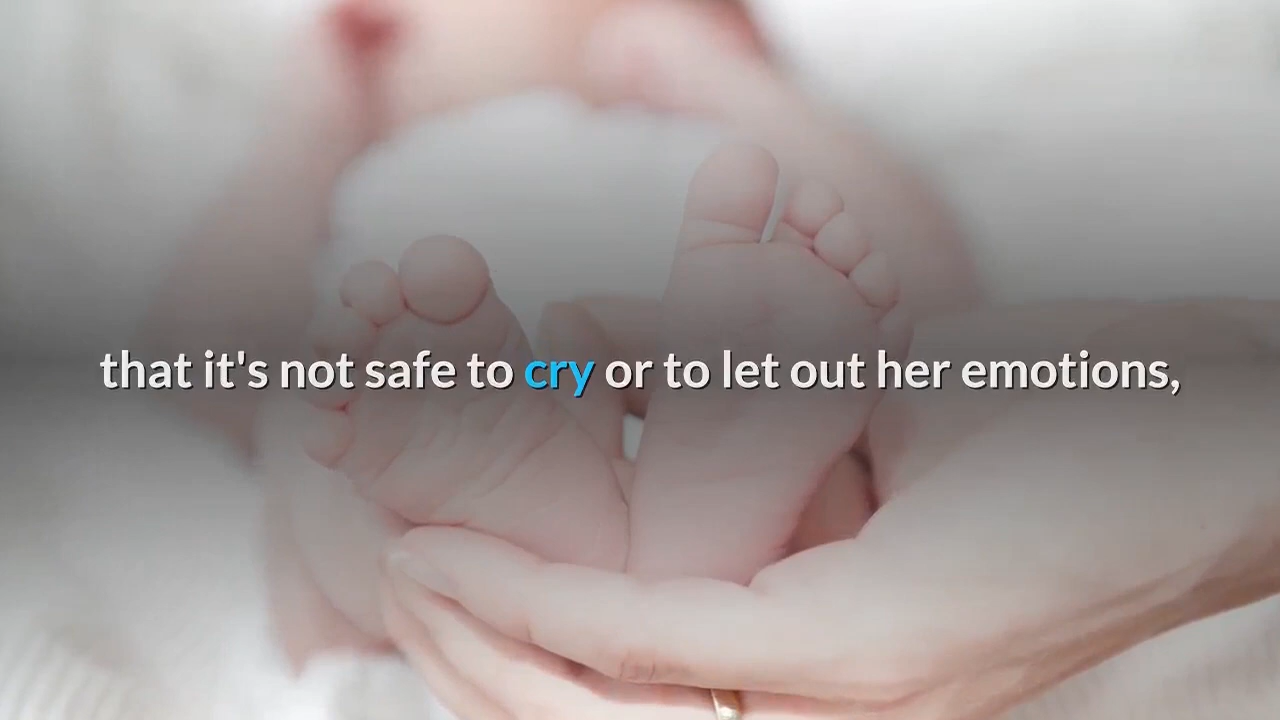 that it's not safe to cry or to let out her emotions,